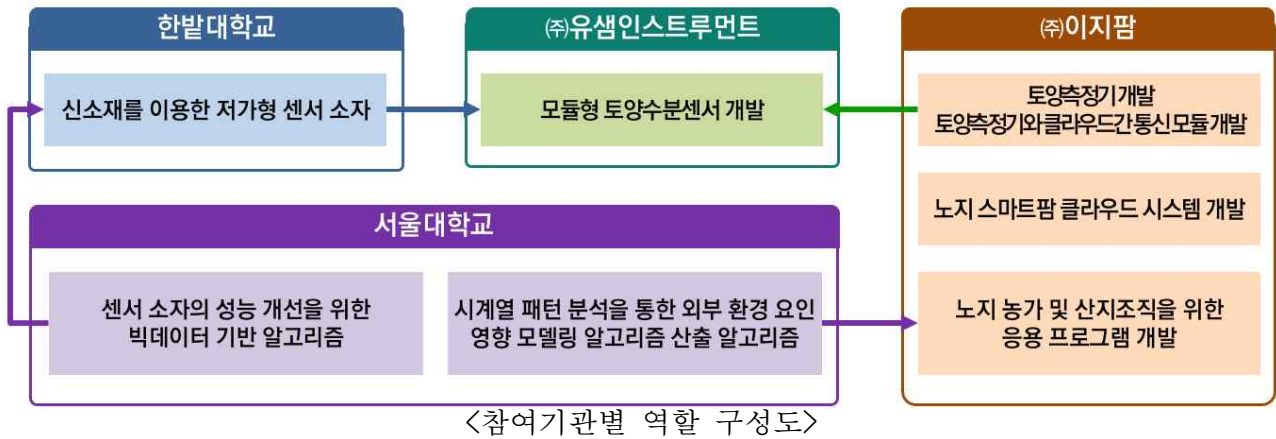 한밭대학교
신소재를 이용한 저가형 센서 소자
㈜유샘인스트루먼트
모듈형 토양수분센서 개발
㈜이지팜
토양측정기 개발
토양측정기와 클라우드간 통신 모듈 개발
노지 스마트팜 클라우드 시스템 개발
노지 농가 및 산지조직을 위한
응용 프로그램 개발
서울대학교
센서 소자의 성능 개선을 위한
빅데이터 기반 알고리즘
시계열 패턴 분석을 통한 외부 환경 요인
영향 모델링 알고리즘 산출 알고리즘
<참여기관별 역할 구성도>